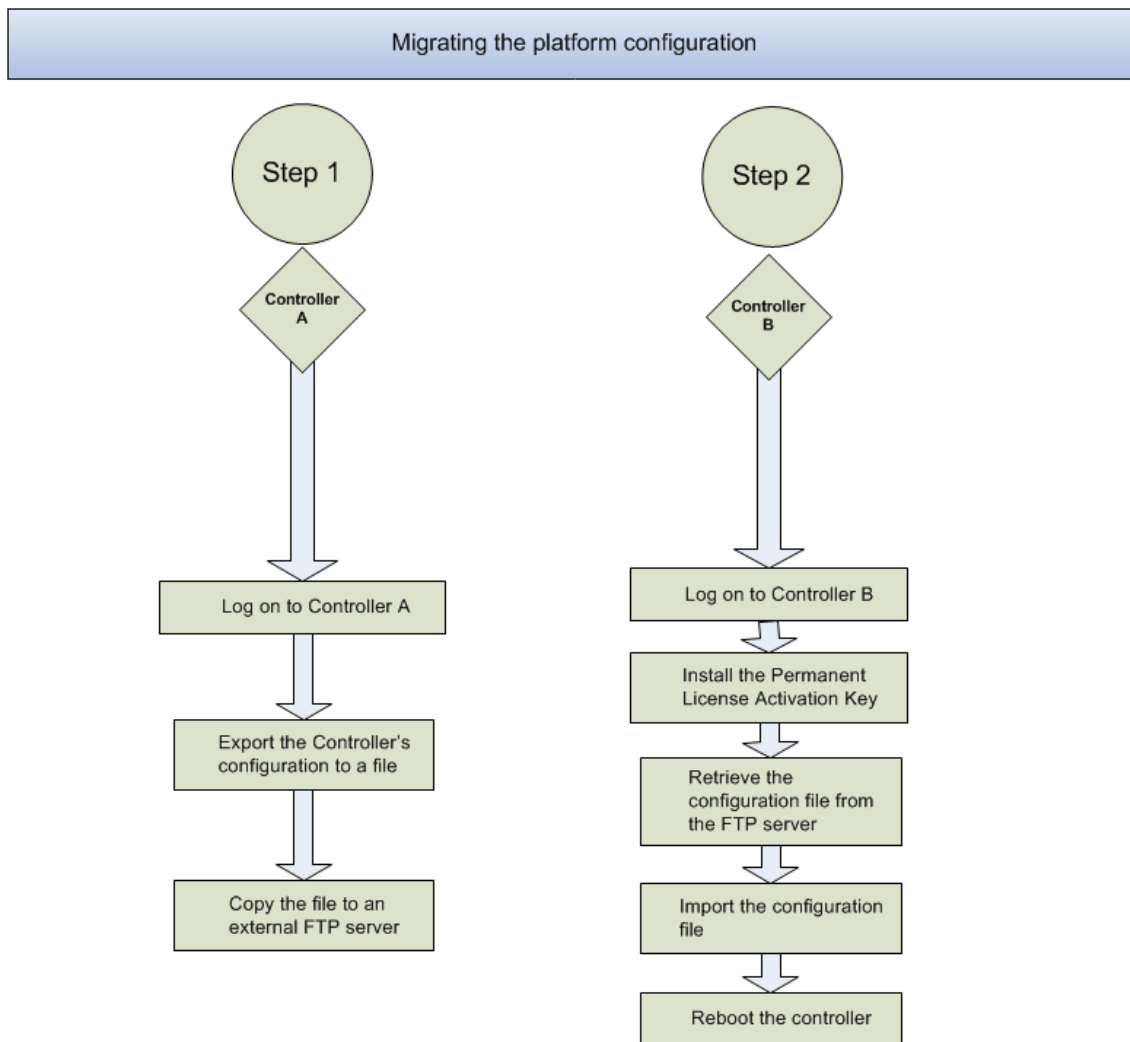 Migrating the platform configuration
Step 1
Controller
A
Log on to Controller A
Export the Controller's
configuration to a file
Copy the file to an
external FTP server
Step 2
Controller
B
Log on to Controller B
Install the Permanent
License Activation Key
Retrieve the
configuration file from
the FTP server
Import the configuration
file
Reboot the controller